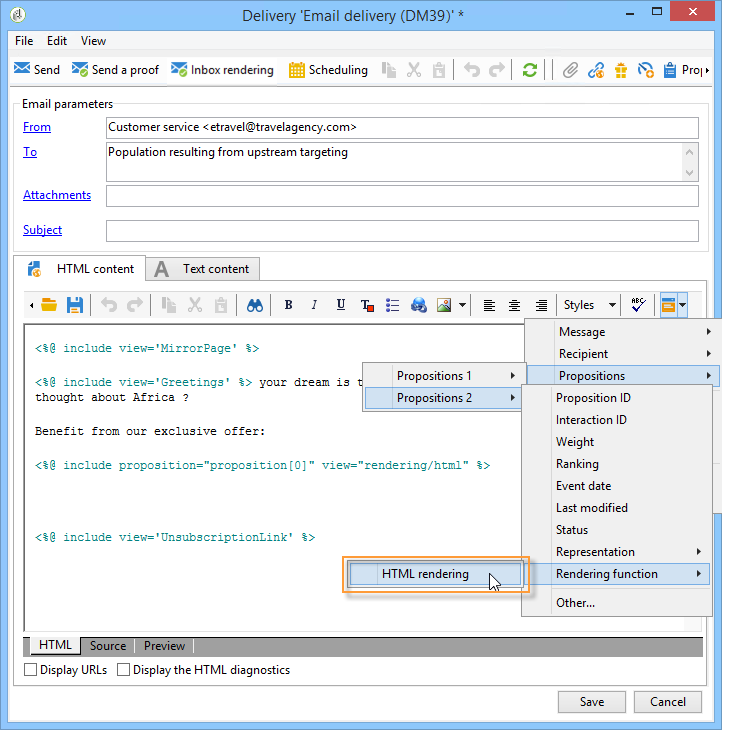 Delivery 'Email delivery (DM39)' *
File Edit View
Send Send a proof Inbox rendering Scheduling
Email parameters
From Customer service <etravel@travelagency.com>
To Population resulting from upstream targeting
Attachments
Subject
HTML content A Text content
B I U T Styles ABC
<%@ include view='MirrorPage' %>
<%@ include view='Greetings' %> your dream is t
thought about Africa ?
Benefit from our exclusive offer:
<%@ include proposition="proposition[0]" view="rendering/html" %>
<%@ include view='UnsubscriptionLink' %>
Message
Recipient
Propositions
Propositions 1
Propositions 2
Proposition ID
Interaction ID
Weight
Ranking
Event date
Last modified
Status
Representation
Rendering function
Other...
HTML rendering
HTML Source Preview
Display URLs Display the HTML diagnostics
Save Cancel